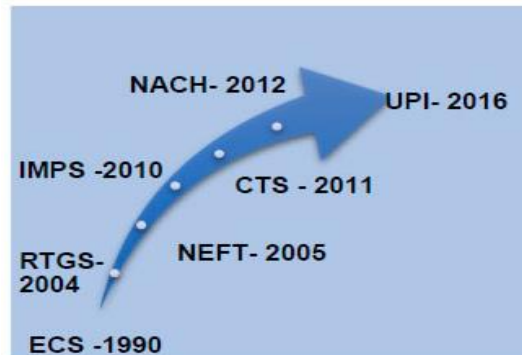 NACH- 2012
UPI- 2016
IMPS -2010
CTS - 2011
RTGS-
2004
NEFT- 2005
ECS -1990